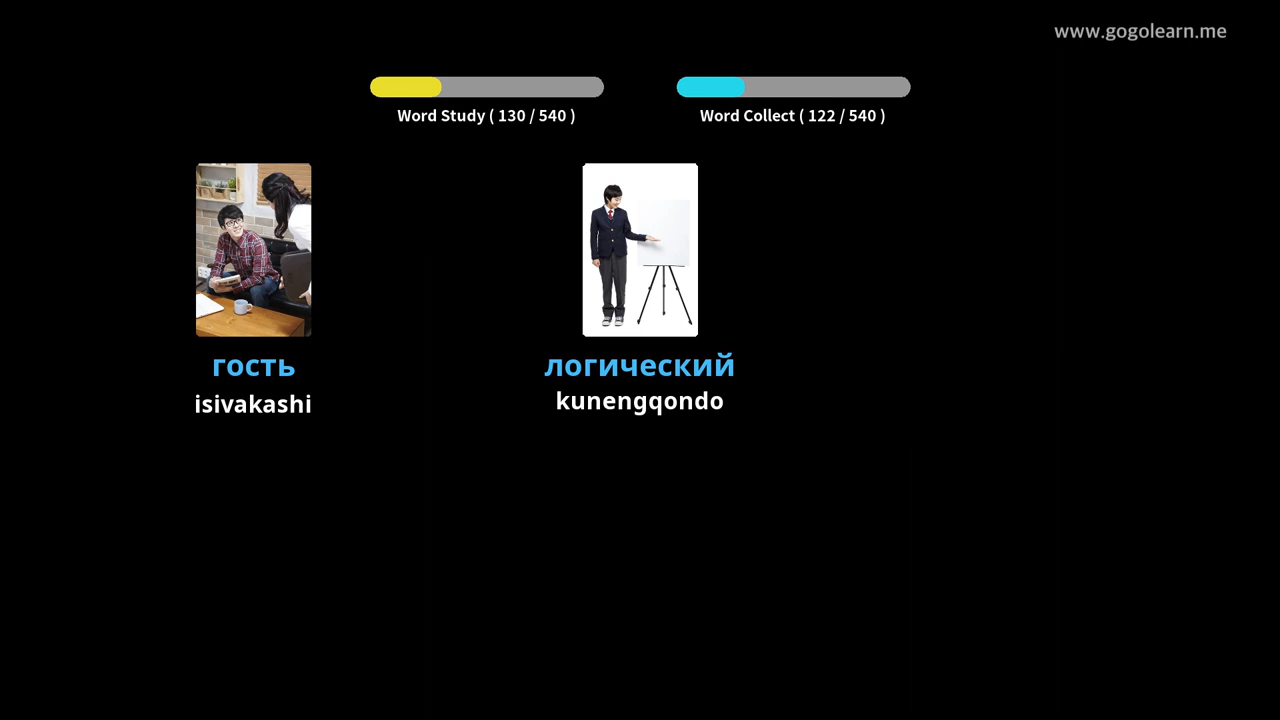 www.gogolearn.me
Word Study ( 130 / 540 )
Word Collect ( 122 / 540 )
гость
isivakashi
логический
kunengqondo